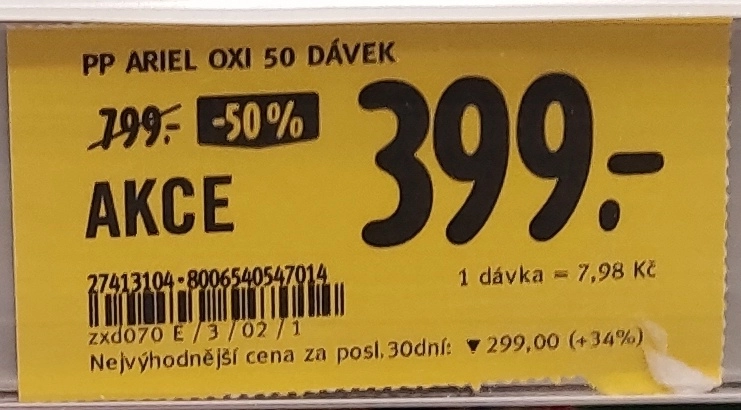 PP ARIEL OXI 50 DÁVEK
799.- -50% 399.-
AKCE
27413104-8006540547014
1 dávka = 7,98 Kč
zxd070 E / 3 / 02 / 1
Nejvýhodnější cena za posl.30dní: ▼ 299,00 (+34%)